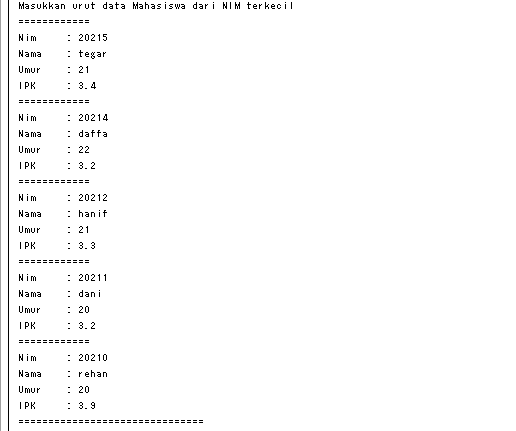 Masukkan urut data Mahasiswa dari NIM terkecil
============
Nim : 20215
Nama : tegar
Umur : 21
IPK : 3.4
============
Nim : 20214
Nama : daffa
Umur : 22
IPK : 3.2
============
Nim : 20212
Nama : hanif
Umur : 21
IPK : 3.3
============
Nim : 20211
Nama : dani
Umur : 20
IPK : 3.2
============
Nim : 20210
Nama : rehan
Umur : 20
IPK : 3.9
===============================